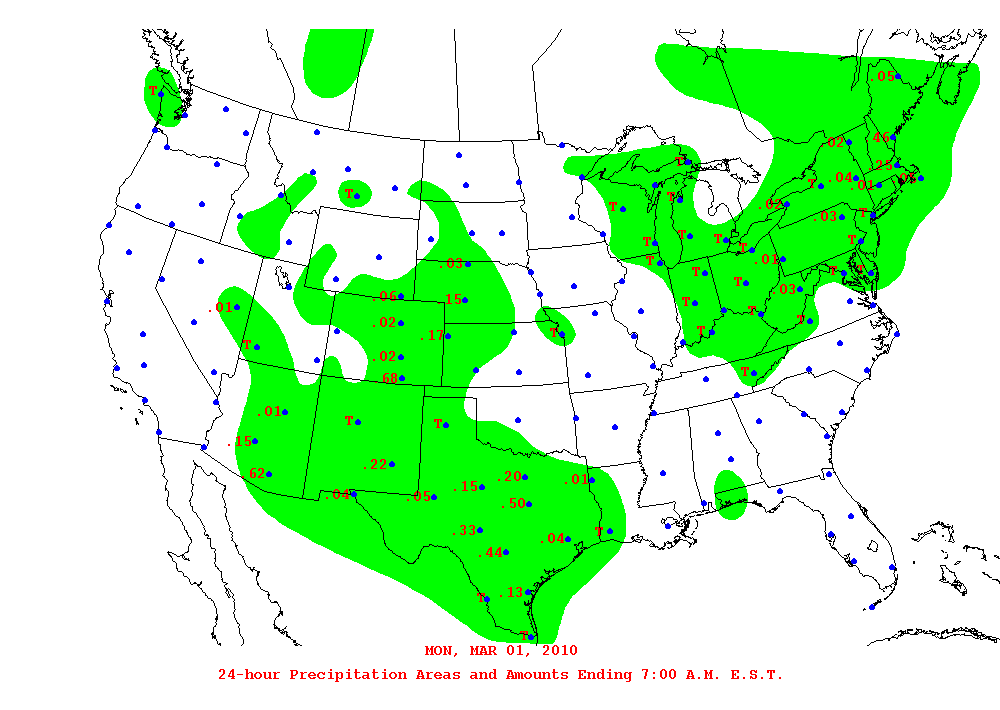 .05
T
.02 46
.25
T
.04 .01
T
T
T
.02
.03 T
T T
T T T
T
T .01
.03
T T T
.01 .06 .15 T .03
T
.02
T .17 T T
T
.02
68 T
.01 T T
.15
.22
62 .20 .01
.04 .05 .15
.50
.33 T
.04
.44
.13
T
T
MON, MAR 01, 2010
24-hour Precipitation Areas and Amounts Ending 7:00 A.M. E.S.T.